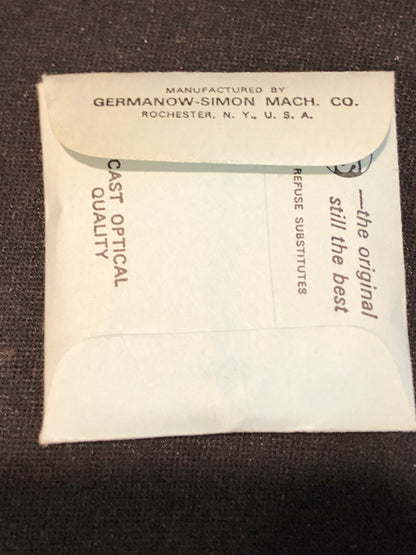 MANUFACTURED BY
GERMANOW-SIMON MACH. CO.
ROCHESTER, N. Y., U. S. A.
CAST OPTICAL
QUALITY
—the original
still the best
REFUSE SUBSTITUTES